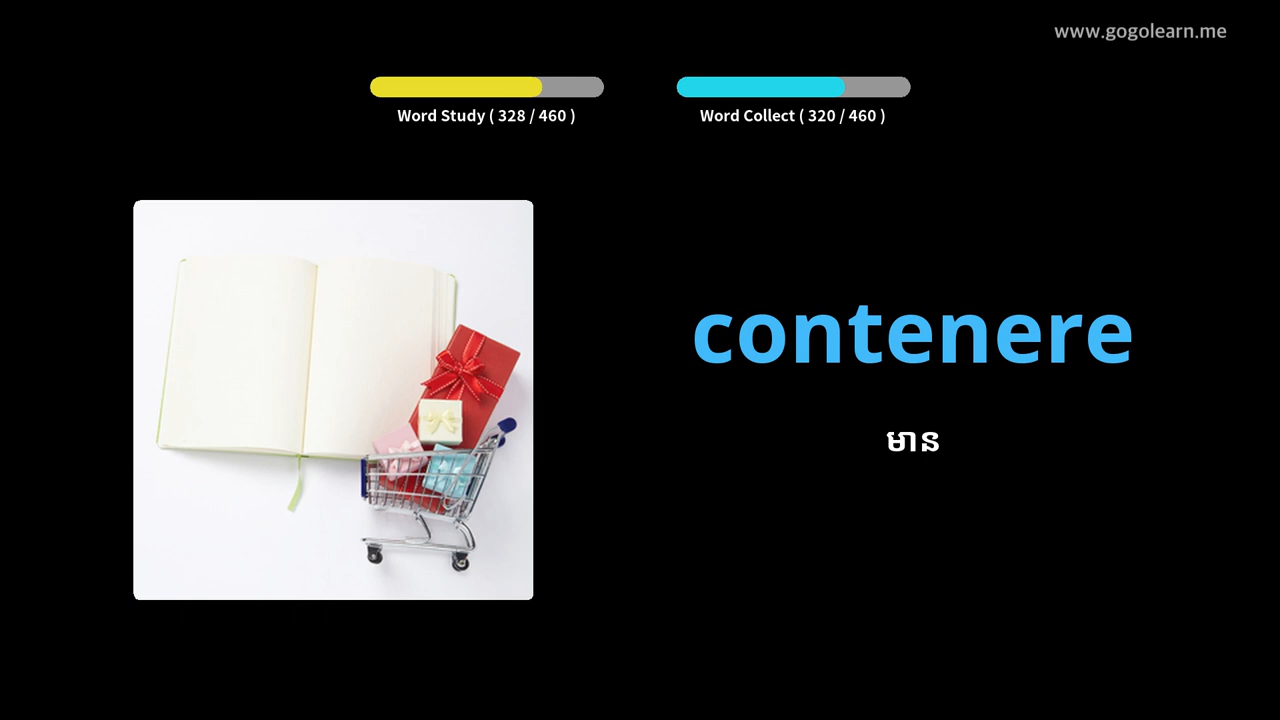 www.gogolearn.me
Word Study ( 328 / 460 )
Word Collect ( 320 / 460 )
contenere
មាន